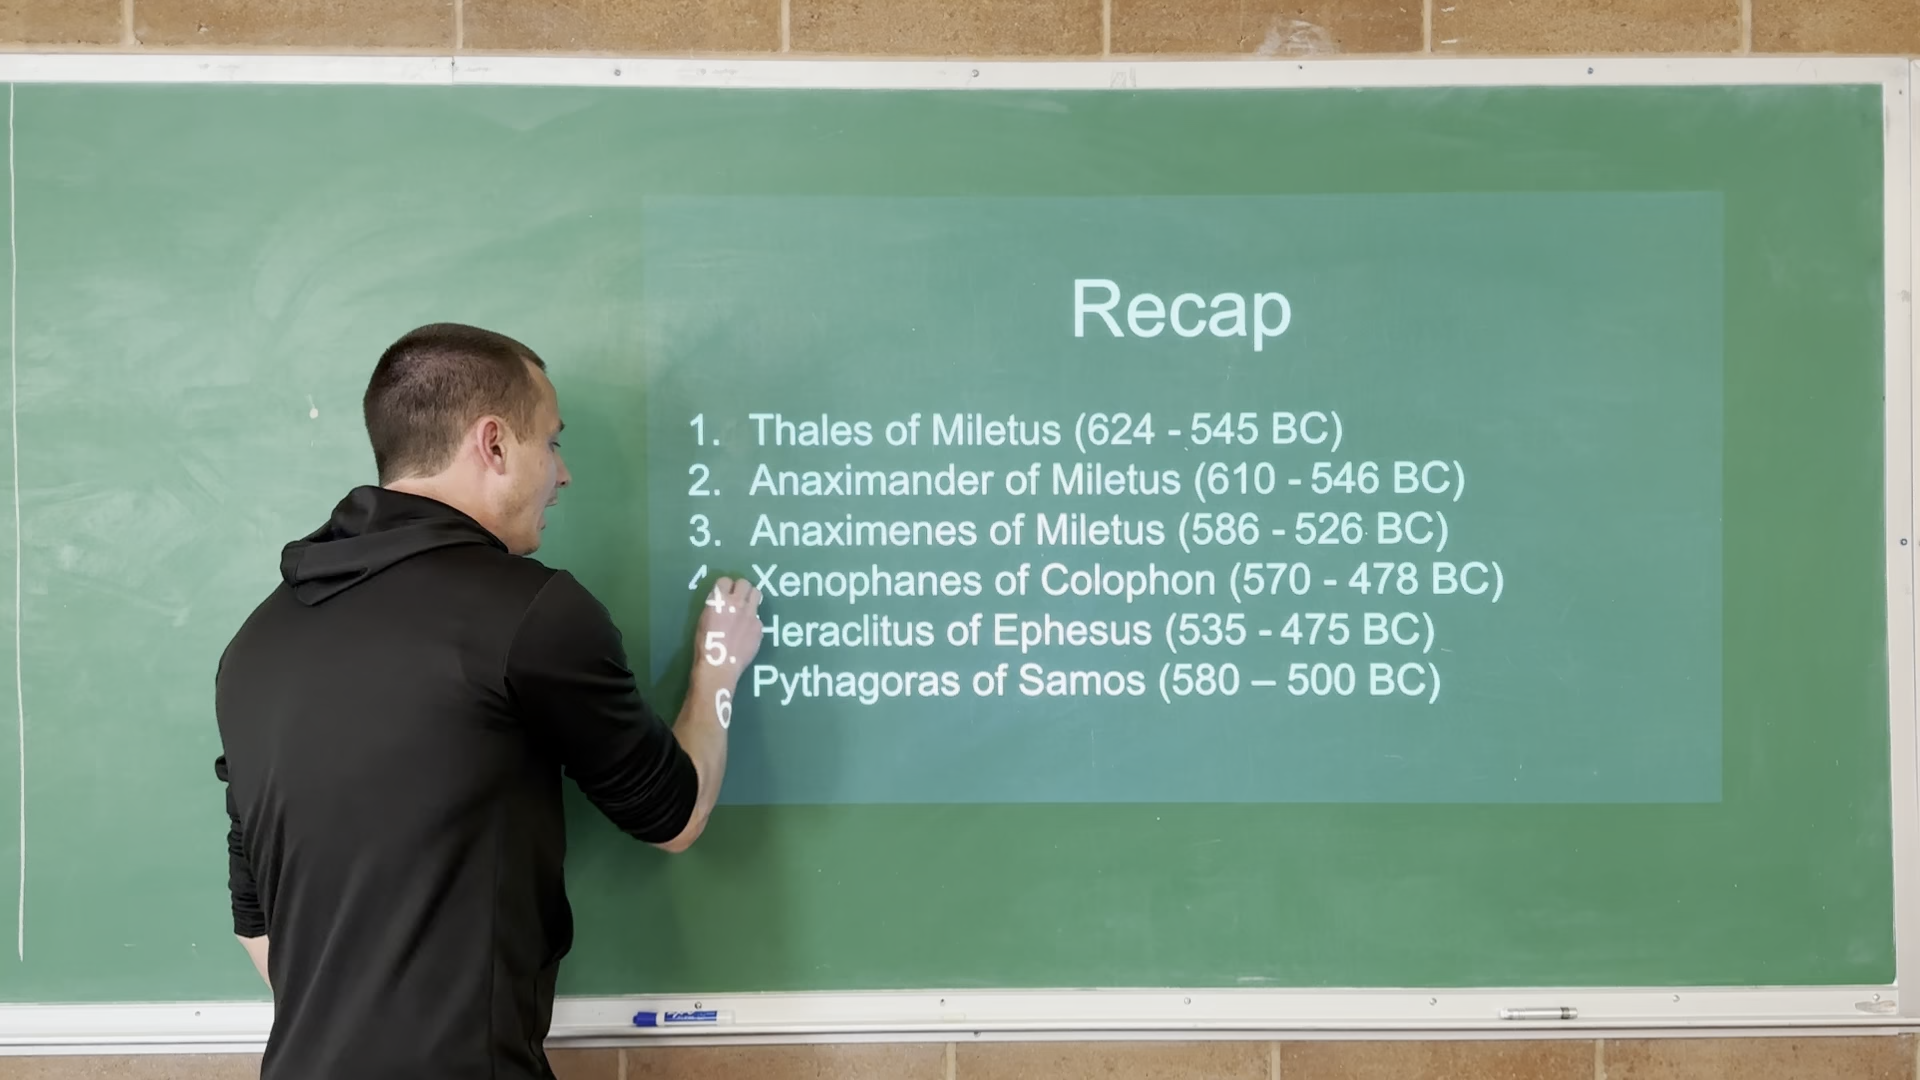 Recap
1. Thales of Miletus (624 - 545 BC)
2. Anaximander of Miletus (610 - 546 BC)
3. Anaximenes of Miletus (586 - 526 BC)
4. Xenophanes of Colophon (570 - 478 BC)
5. Heraclitus of Ephesus (535 - 475 BC)
6 Pythagoras of Samos (580 – 500 BC)